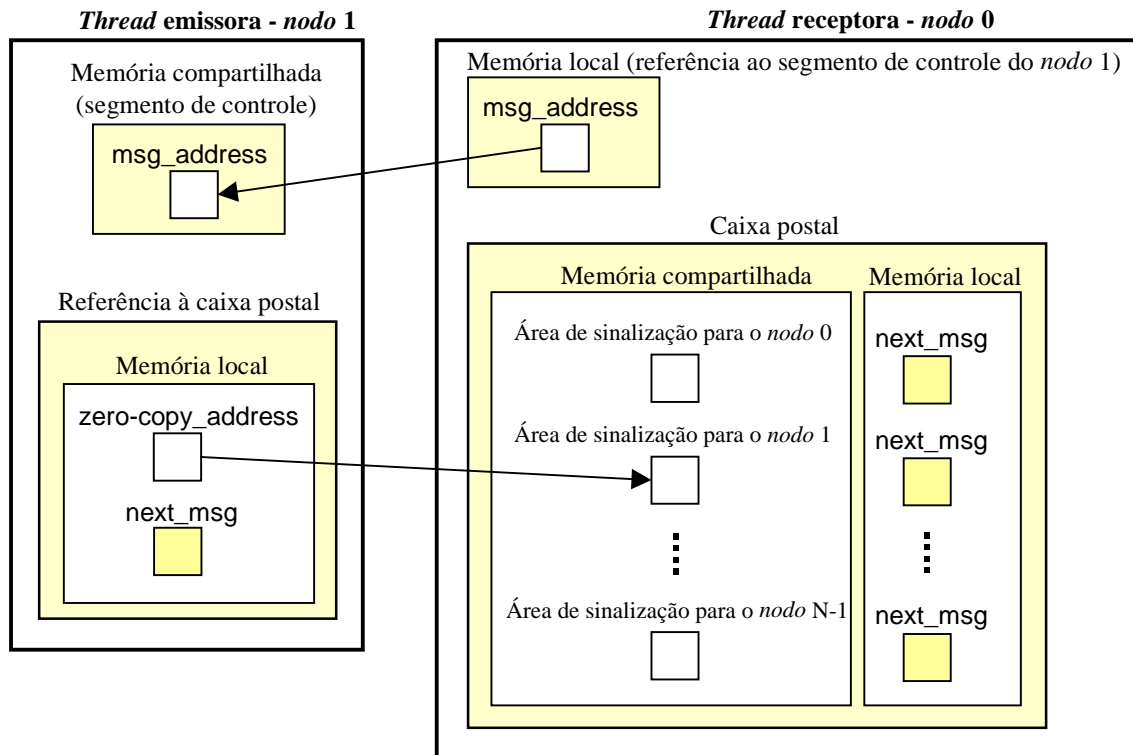 Thread emissora - nodo 1
Memória compartilhada
(segmento de controle)
msg_address
Referência à caixa postal
Memória local
zero-copy_address
next_msg
Thread receptora - nodo 0
Memória local (referência ao segmento de controle do nodo 1)
msg_address
Caixa postal
Memória compartilhada
Área de sinalização para o nodo 0
Área de sinalização para o nodo 1
Área de sinalização para o nodo N-1
Memória local
next_msg
next_msg
next_msg